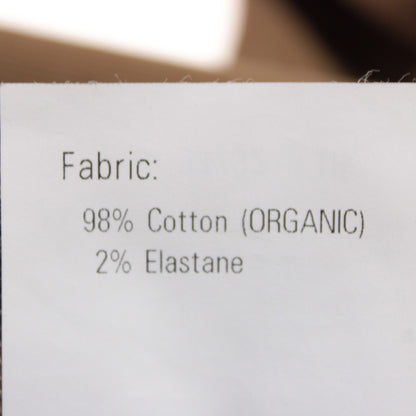 Fabric:
98% Cotton (ORGANIC)
2% Elastane